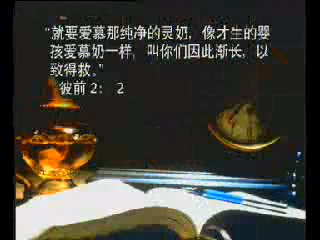 “就要爱慕那纯净的灵奶，像才生的婴
孩爱慕奶一样，叫你们因此渐长，以
致得救。”
彼前 2： 2